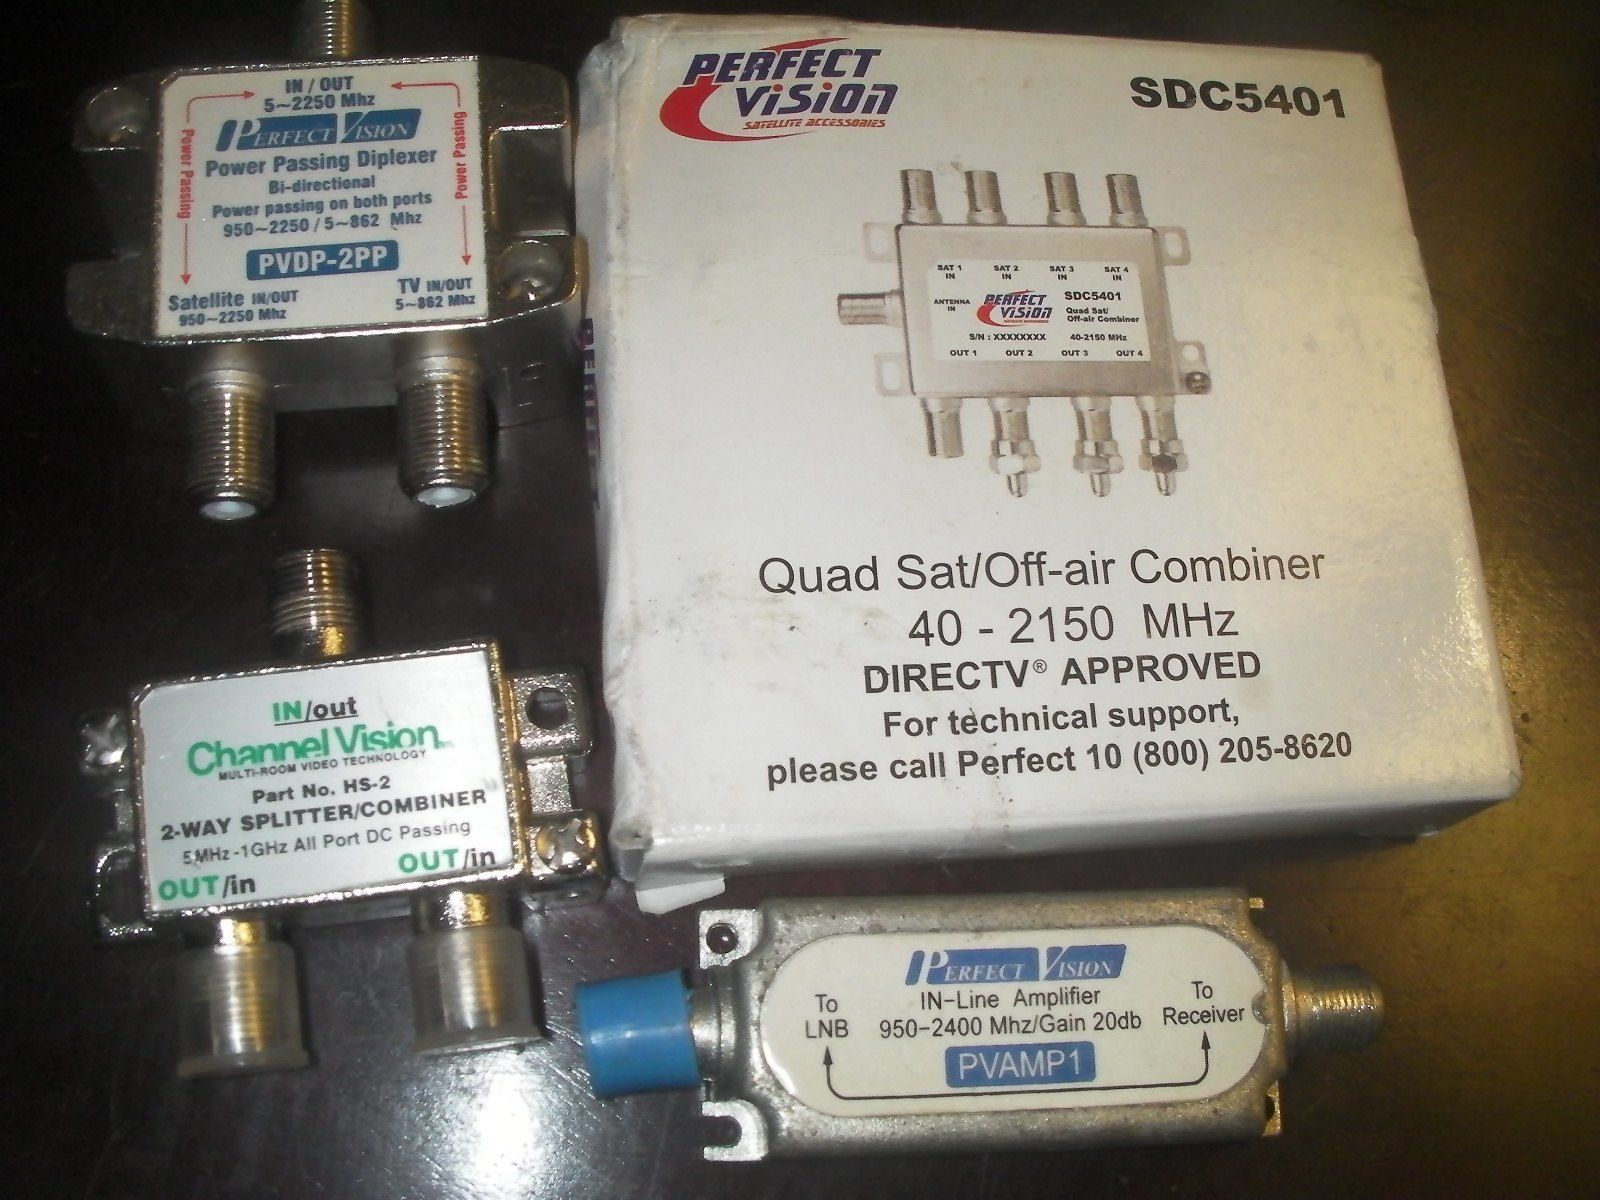 IN / OUT
5~2250 Mhz
PERFECT VISION
Power Passing Diplexer
Bi-directional
Power passing on both ports
950~2250 / 5~862 Mhz
PVDP-2PP
Power Passing
Power Passing
Satellite IN/OUT
950~2250 Mhz
TV IN/OUT
5~862 Mhz
PERFECT
VISION
SATELLITE ACCESSORIES
SDC5401
SAT 1 IN
SAT 2 IN
SAT 3 IN
SAT 4 IN
ANTENNA IN
PERFECT
VISION
SDC5401
Quad Sat/
Off-air Combiner
S/N : XXXXXXXX
40-2150 MHz
OUT 1 OUT 2 OUT 3 OUT 4
Quad Sat/Off-air Combiner
40 - 2150 MHz
DIRECTV® APPROVED
For technical support,
please call Perfect 10 (800) 205-8620
IN/out
Channel Vision
MULTI-ROOM VIDEO TECHNOLOGY
Part No. HS-2
2-WAY SPLITTER/COMBINER
5MHz-1GHz All Port DC Passing
OUT/in
OUT/in
PERFECT VISION
IN-Line Amplifier
950-2400 Mhz/Gain 20db
PVAMP1
To
LNB
To
Receiver